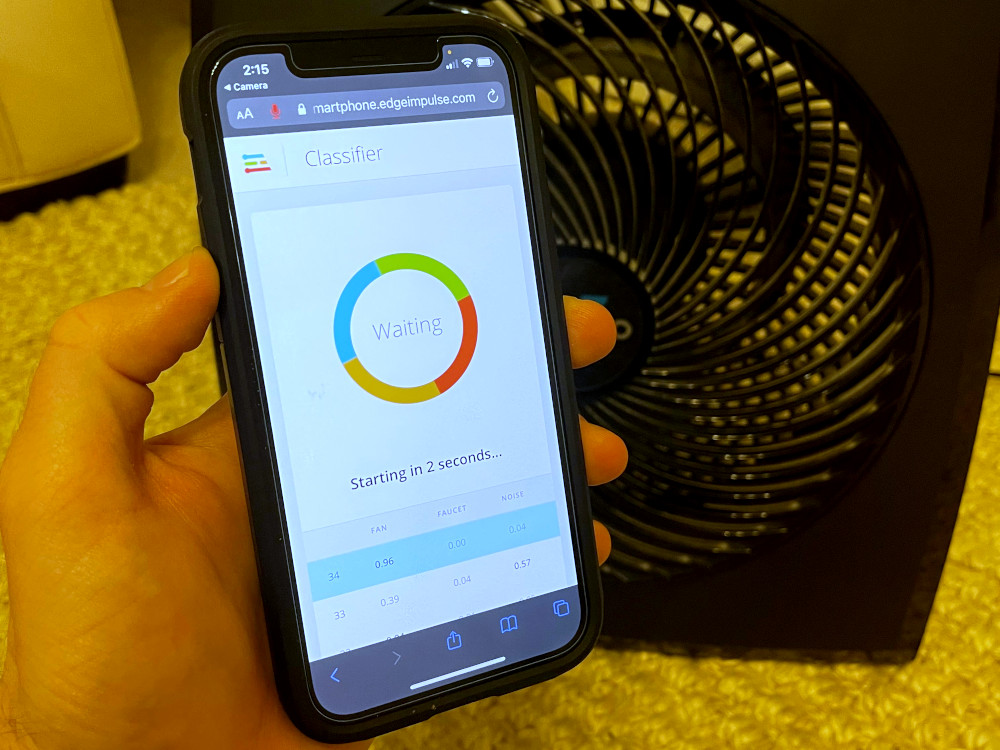 2:15
◀ Camera
AA martphone.edgeimpulse.com
Classifier
Waiting
Starting in 2 seconds...
FAN FAUCET NOISE
34 0.96 0.00 0.04
33 0.39 0.04 0.57